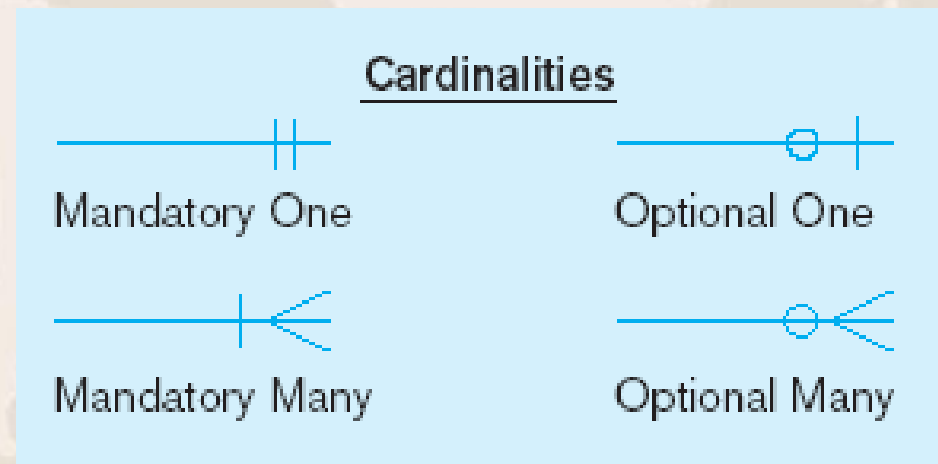 Cardinalities
Mandatory One
Optional One
Mandatory Many
Optional Many